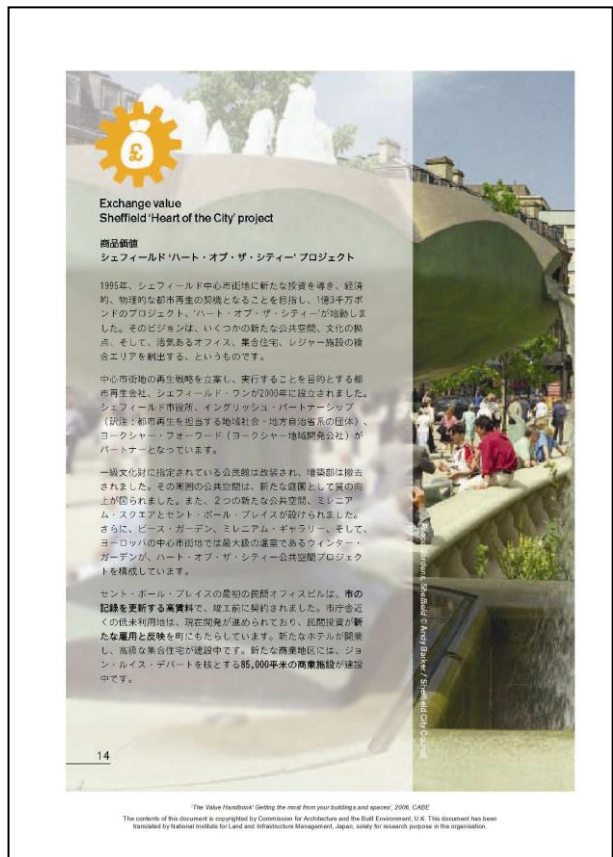 £
Exchange value
Sheffield 'Heart of the City' project
商品価値
シェフィールド ‘ハート・オブ・ザ・シティー’ プロジェクト
1995年、シェフィールド中心市街地に新たな投資を導き、経済
的、物理的な都市再生の契機となることを目指し、1億3千万ポ
ンドのプロジェクト、‘ハート・オブ・ザ・シティー’が始動しま
した。そのビジョンは、いくつかの新たな公共空間、文化の拠
点、そして、活気あるオフィス、集合住宅、レジャー施設の複
合エリアを創出する、というものです。
中心市街地の再生戦略を立案し、実行することを目的とする都
市再生会社、シェフィールド・ワンが2000年に設立されました。
シェフィールド市役所、イングリッシュ・パートナーシップ
（訳注：都市再生を担当する地域社会・地方自治省系の団体）、
ヨークシャー・フォーワード（ヨークシャー地域開発公社）が
パートナーとなっています。
一級文化財に指定されている公民館は改装され、増築部は撤去
されました。その周囲の公共空間は、新たな庭園として質の向
上が図られました。また、２つの新たな公共空間、ミレニア
ム・スクエアとセント・ポール・プレイスが設けられました。
さらに、ピース・ガーデン、ミレニアム・ギャラリー、そして、
ヨーロッパの中心市街地では最大級の温室であるウィンター・
ガーデンが、ハート・オブ・ザ・シティー公共空間プロジェク
トを構成しています。
セント・ポール・プレイスの最初の民間オフィスビルは、市の
記録を更新する高賃料で、竣工前に契約されました。市庁舎近
くの低未利用地は、現在開発が進められており、民間投資が新
たな雇用と反映を町にもたらしています。新たなホテルが開業
し、高級な集合住宅が建設中です。新たな商業地区には、ジョ
ン・ルイス・デパートを核とする85,000平米の商業施設が建設
中です。
Sheffield © Andy Barker / Sheffield City Council
14
'The Value Handbook' Getting the most from your buildings and spaces', 2006, CABE
The contents of this document is copyrighted by Commission for Architecture and the Built Environment, U.K. This document has been
translated by National Institute for Land and Infrastructure Management, Japan, solely for research purpose in the organisation.